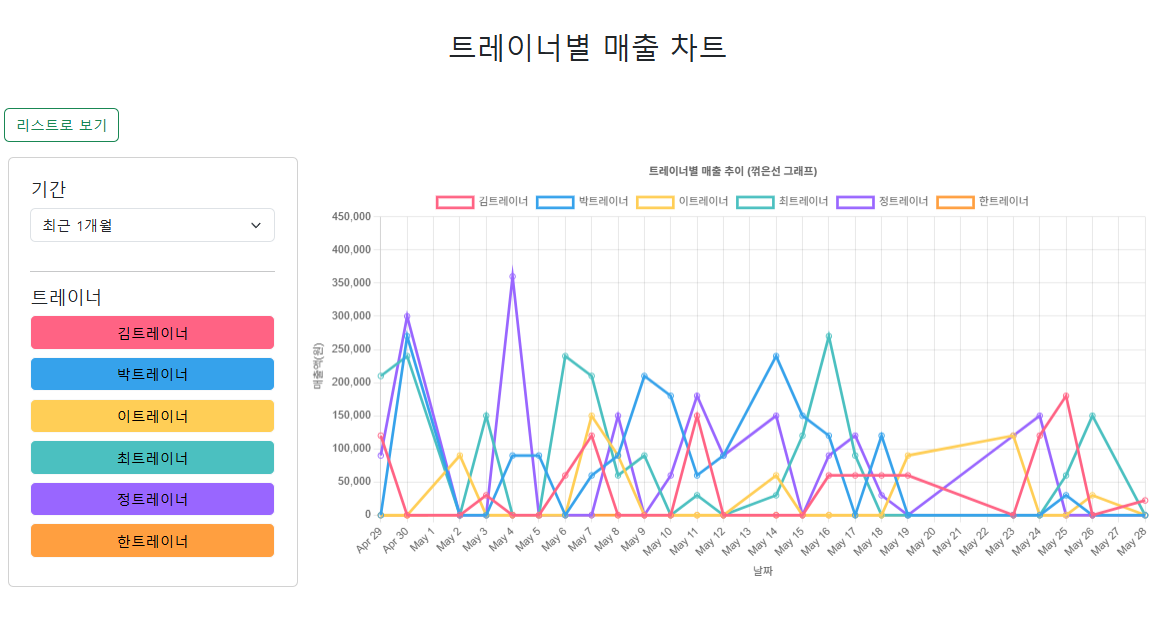 트레이너별 매출 차트
리스트로 보기
기간
최근 1개월
트레이너
김트레이너
박트레이너
이트레이너
최트레이너
정트레이너
한트레이너
트레이너별 매출 추이 (꺾은선 그래프)
김트레이너 박트레이너 이트레이너 최트레이너 정트레이너 한트레이너
매출액(원)
450,000
400,000
350,000
300,000
250,000
200,000
150,000
100,000
50,000
0
Apr 29 Apr 30 May 1 May 2 May 3 May 4 May 5 May 6 May 7 May 8 May 9 May 10 May 11 May 12 May 13 May 14 May 15 May 16 May 17 May 18 May 19 May 20 May 21 May 22 May 23 May 24 May 25 May 26 May 27 May 28
날짜